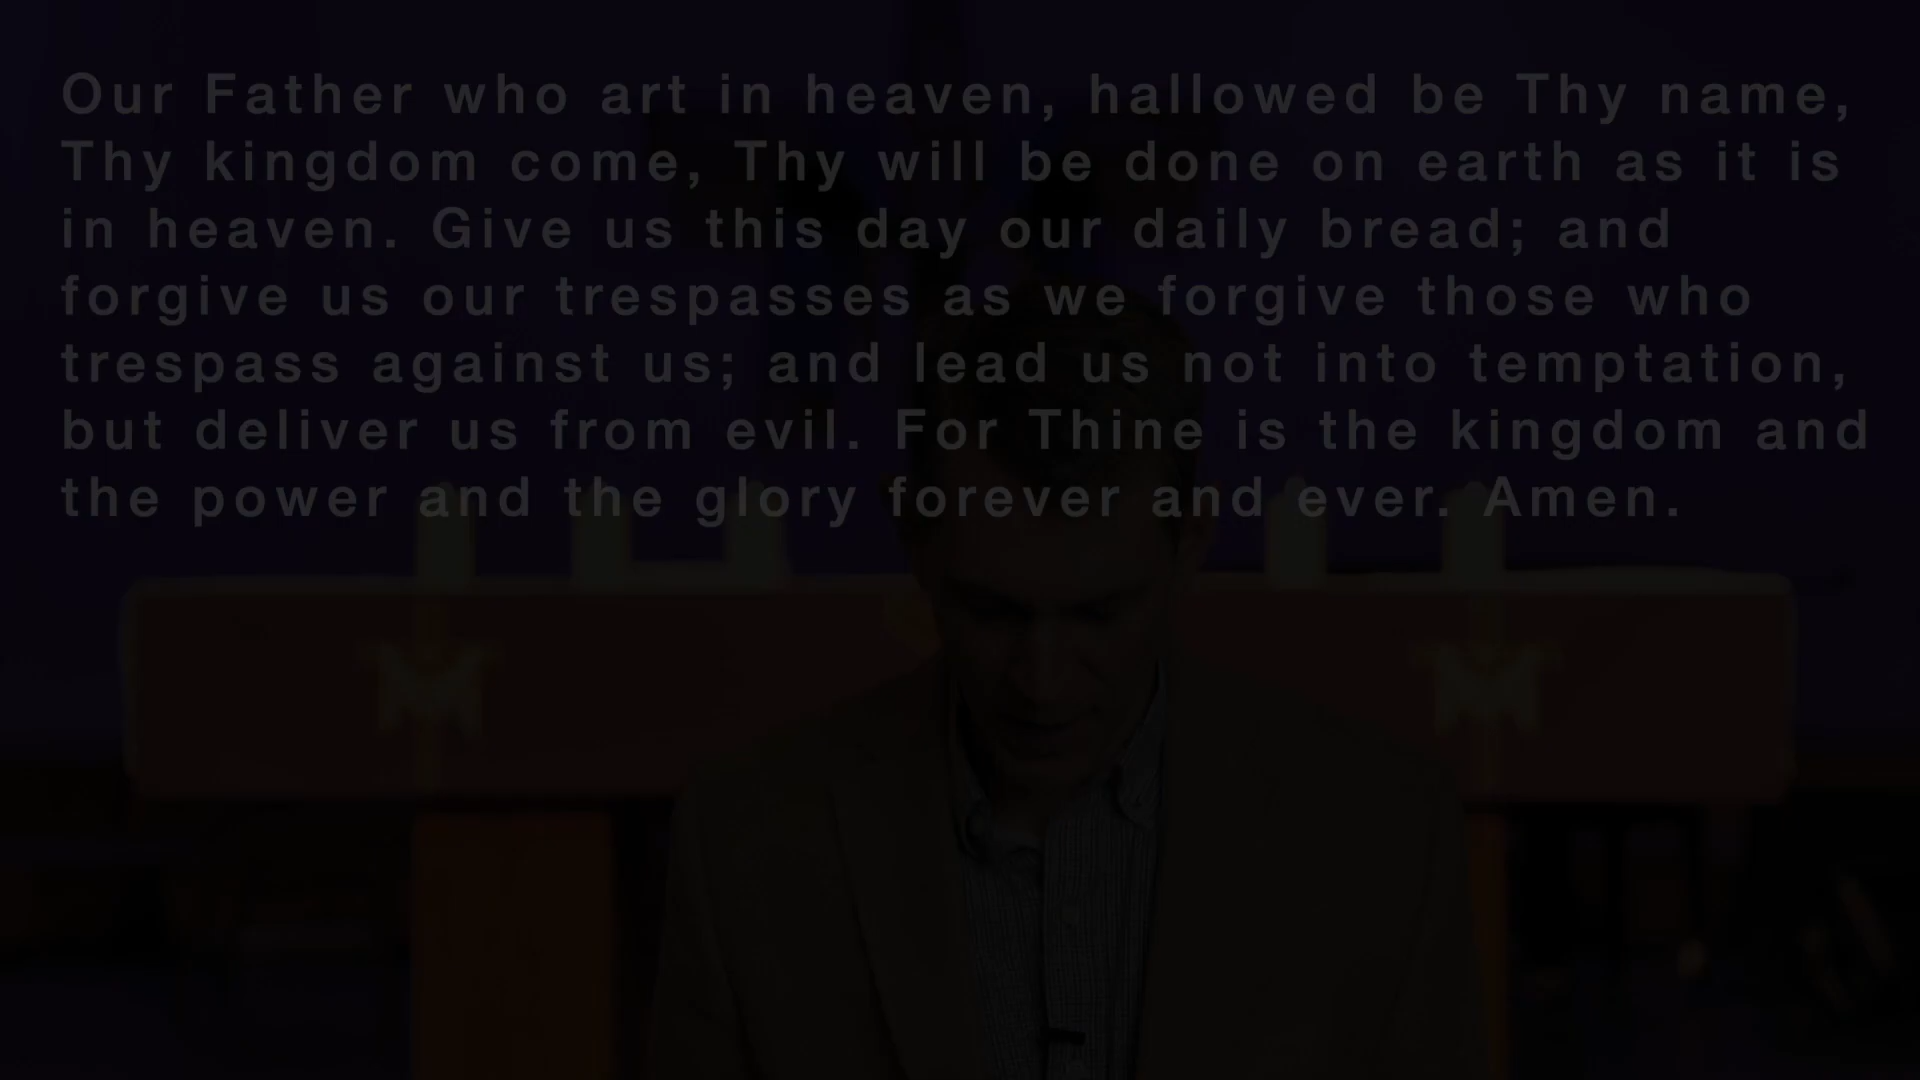 Our Father who art in heaven, hallowed be Thy name,
Thy kingdom come, Thy will be done on earth as it is
in heaven. Give us this day our daily bread; and
forgive us our trespasses as we forgive those who
trespass against us; and lead us not into temptation,
but deliver us from evil. For Thine is the kingdom and
the power and the glory forever and ever. Amen.